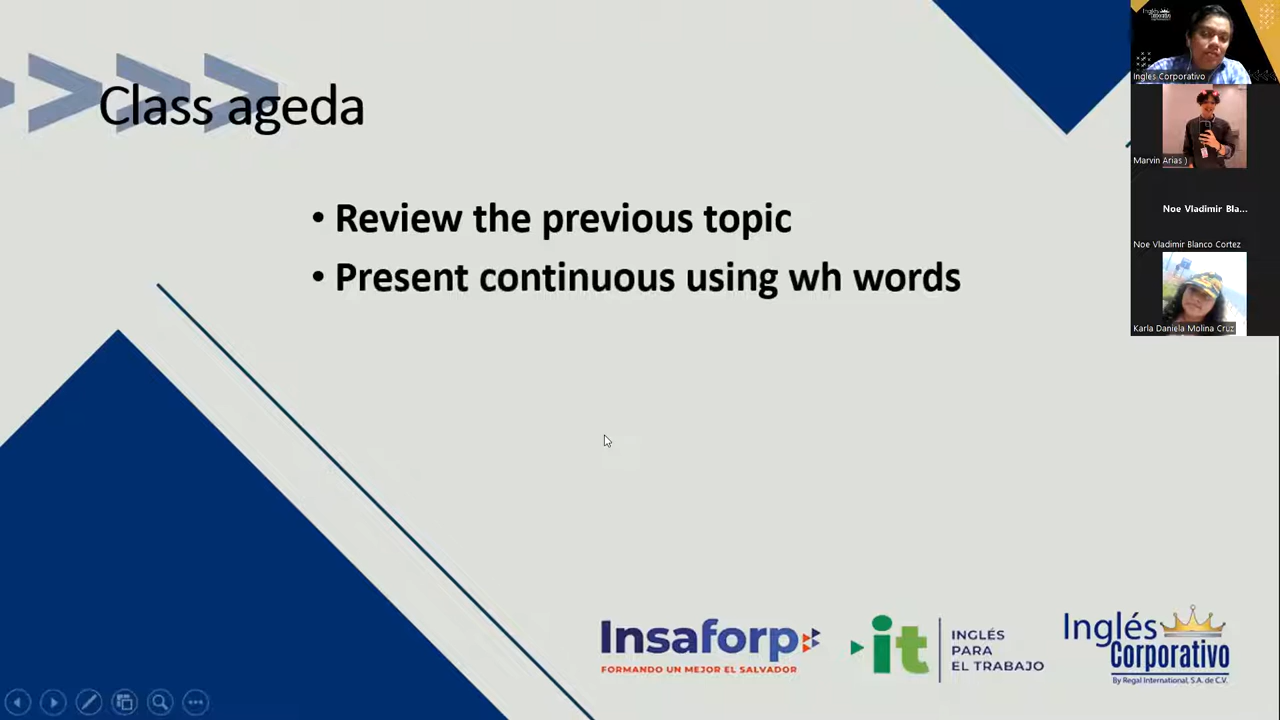 Class ageda
• Review the previous topic
• Present continuous using wh words
Inglés Corporativo
Marvin Arias )
Noe Vladimir Bla...
Noe Vladimir Blanco Cortez
Karla Daniela Molina Cruz
Insaforp
FORMANDO UN MEJOR EL SALVADOR
it
INGLÉS
PARA
EL TRABAJO
Inglés
Corporativo
By Regal International, S.A. de C.V.